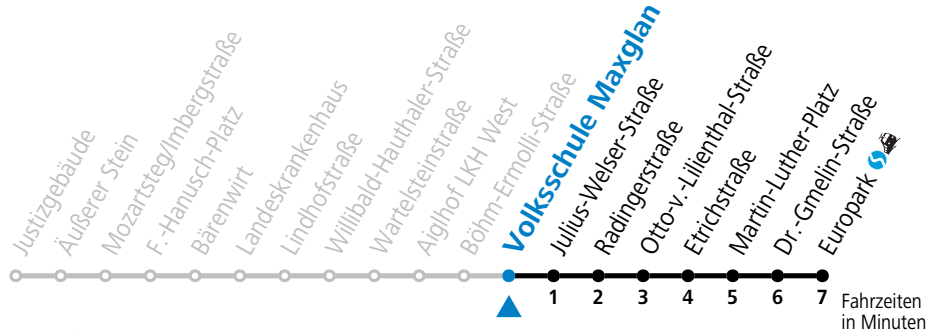 Justizgebäude
Äußerer Stein
Mozartsteg/Imbergstraße
F.-Hanusch-Platz
Bärenwirt
Landeskrankenhaus
Lindhofstraße
Willibald-Hauthaler-Straße
Wartelsteinstraße
Aiglhof LKH West
Böhm-Ermolli-Straße
Volksschule Maxglan
Julius-Welser-Straße
Radingerstraße
Otto-v.-Lilienthal-Straße
Etrichstraße
Martin-Luther-Platz
Dr.-Gmelin-Straße
Europark
1 2 3 4 5 6 7
Fahrzeiten
in Minuten